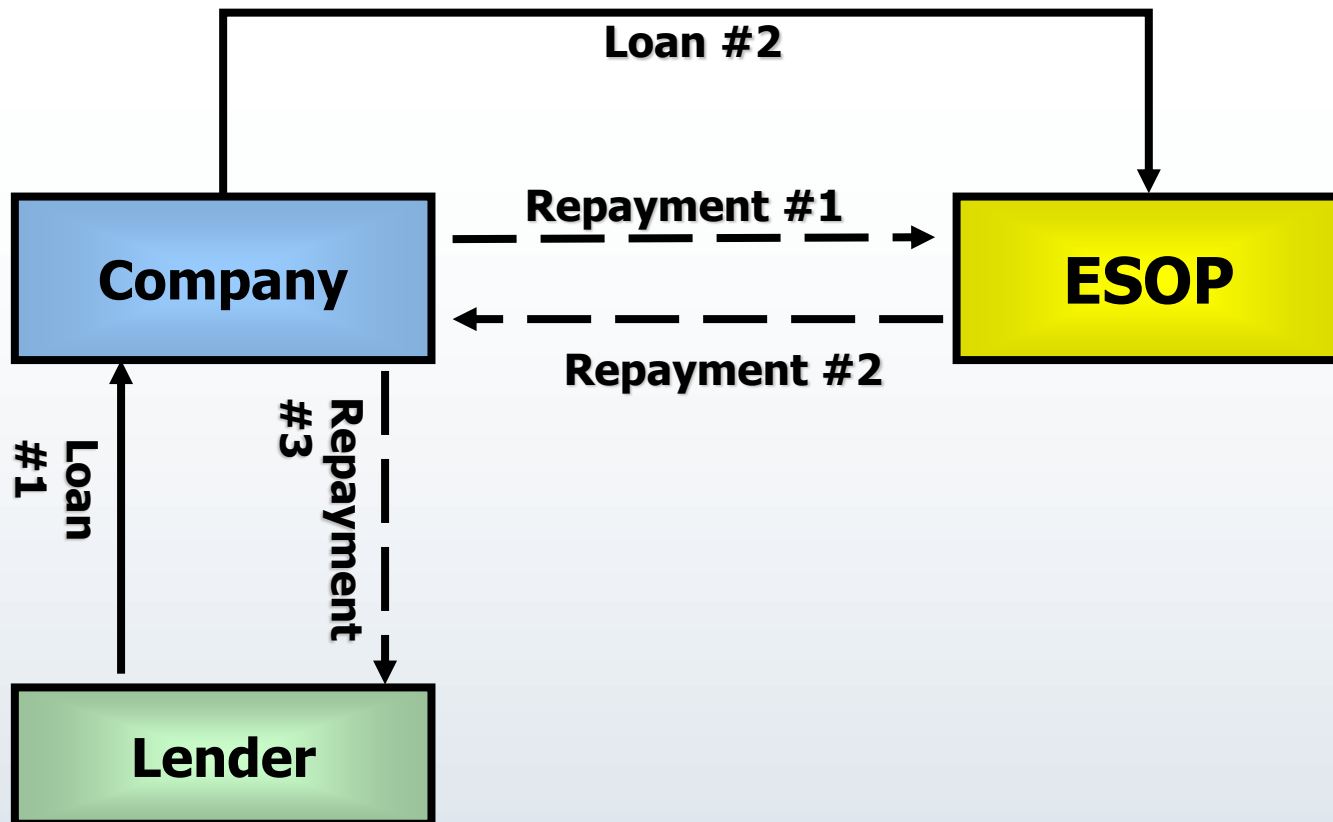 Loan #2
Repayment #1
Company
ESOP
Repayment #2
Repayment
#3
Loan
#1
Lender